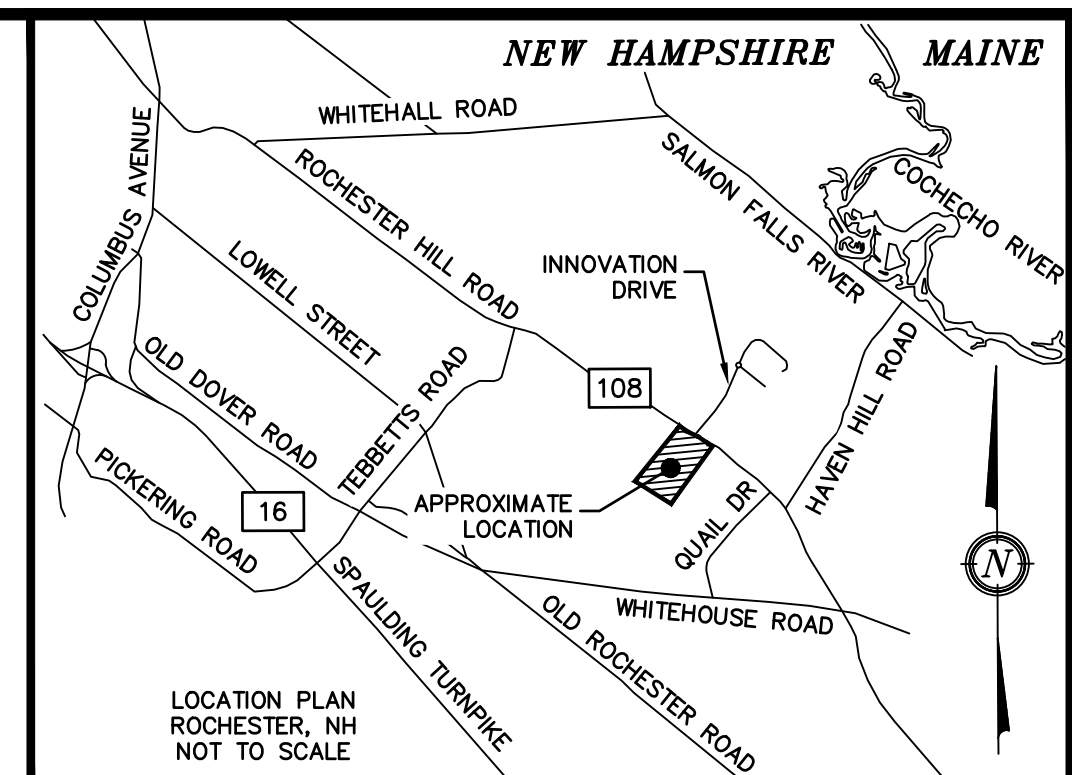 NEW HAMPSHIRE
MAINE
WHITEHALL ROAD
COLUMBUS AVENUE
ROCHESTER HILL ROAD
SALMON FALLS RIVER
COCHECHO RIVER
LOWELL STREET
INNOVATION
DRIVE
OLD DOVER ROAD
TEBBETTS ROAD
108
HAVEN HILL ROAD
PICKERING ROAD
16
APPROXIMATE
LOCATION
QUAIL DR
N
SPAULDING TURNPIKE
OLD ROCHESTER ROAD
WHITEHOUSE ROAD
LOCATION PLAN
ROCHESTER, NH
NOT TO SCALE